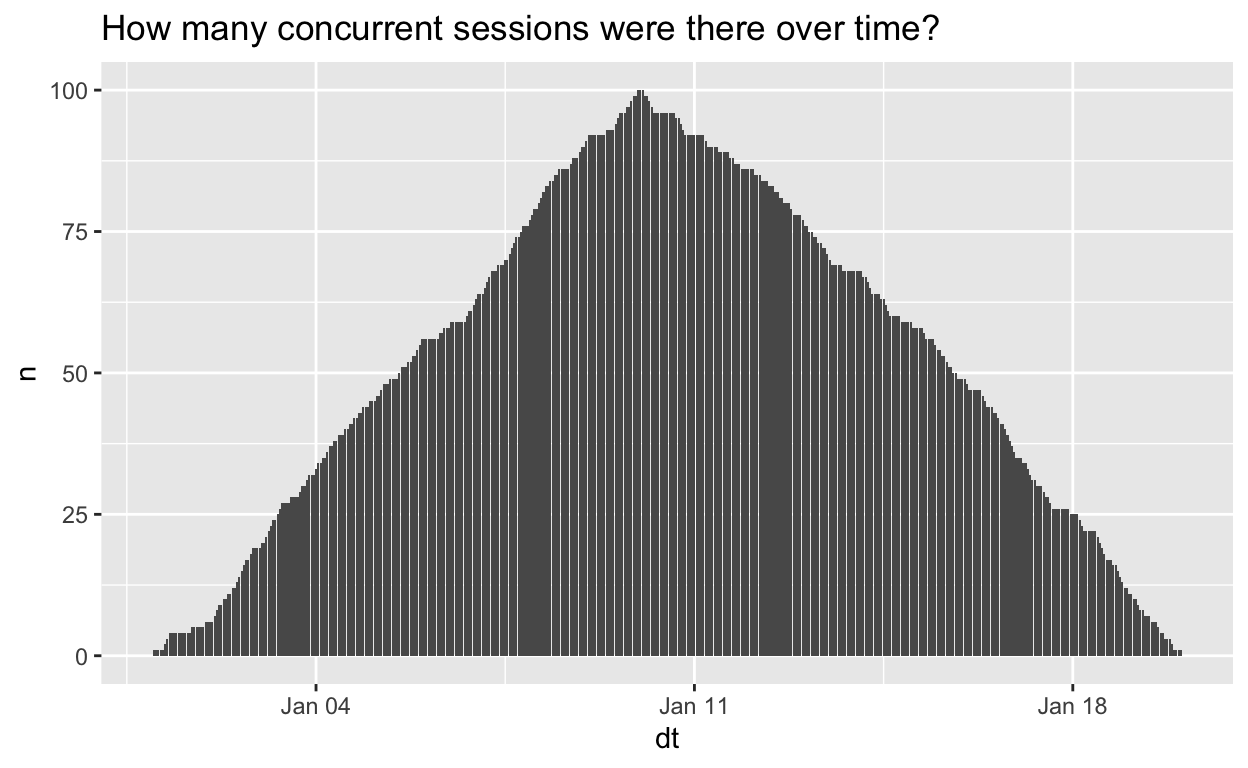 How many concurrent sessions were there over time?
100
75
50
25
0
n
Jan 04
Jan 11
Jan 18
dt